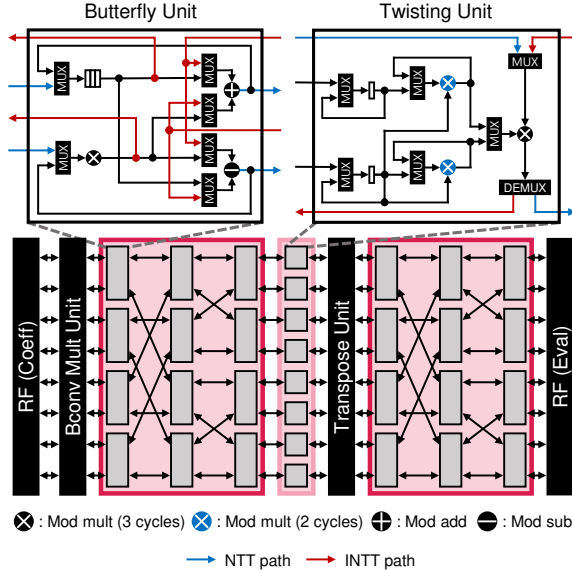 Butterfly Unit
Twisting Unit
MUX
MUX
MUX
MUX
MUX
MUX
MUX
MUX
MUX
MUX
MUX
MUX
DEMUX
RF (Coeff)
Bconv Mult Unit
Transpose Unit
RF (Eval)
: Mod mult (3 cycles)
: Mod mult (2 cycles)
: Mod add
: Mod sub
NTT path
INTT path